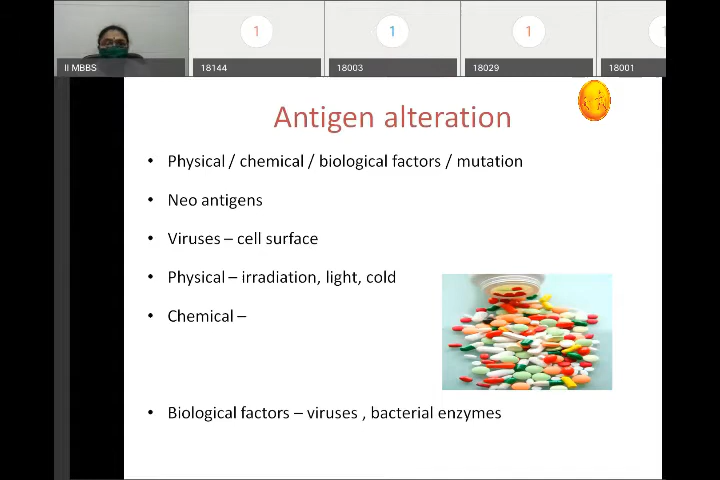 1
1
1
1
II MBBS
18144
18003
18029
18001
Antigen alteration
• Physical / chemical / biological factors / mutation
• Neo antigens
• Viruses – cell surface
• Physical – irradiation, light, cold
• Chemical –
• Biological factors – viruses , bacterial enzymes